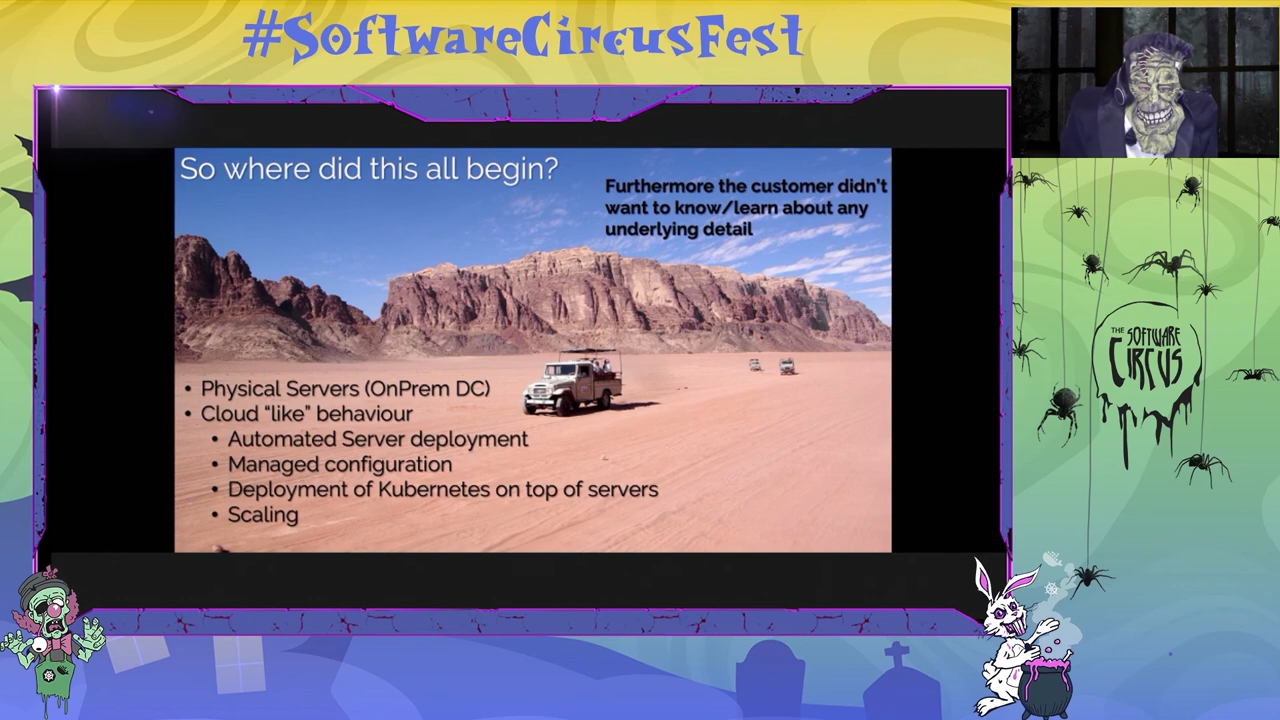 #SoftwareCircusFest
So where did this all begin?
Furthermore the customer didn't
want to know/learn about any
underlying detail
• Physical Servers (OnPrem DC)
• Cloud “like” behaviour
• Automated Server deployment
• Managed configuration
• Deployment of Kubernetes on top of servers
• Scaling
THE SOFTWARE
CIRCUS